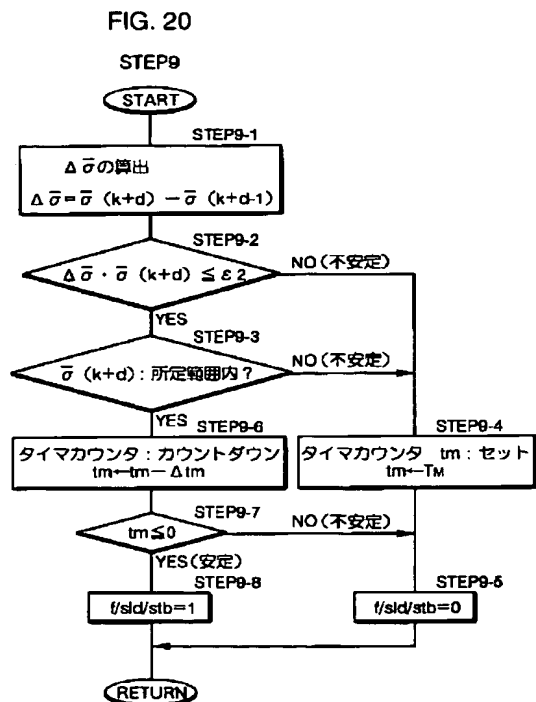 FIG. 20
STEP9
START
STEP9-1
Δσ̅の算出
Δσ̅=σ̅ (k+d) −σ̅ (k+d-1)
STEP9-2
Δσ̅・σ̅ (k+d) ≦ε2
NO(不安定)
YES
STEP9-3
σ̅ (k+d):所定範囲内?
NO(不安定)
YES
STEP9-6
タイマカウンタ:カウントダウン
tm←tm−Δtm
STEP9-4
タイマカウンタ tm:セット
tm←TM
STEP9-7
tm≦0
NO(不安定)
YES(安定)
STEP9-8
f/sld/stb=1
STEP9-5
f/sld/stb=0
RETURN